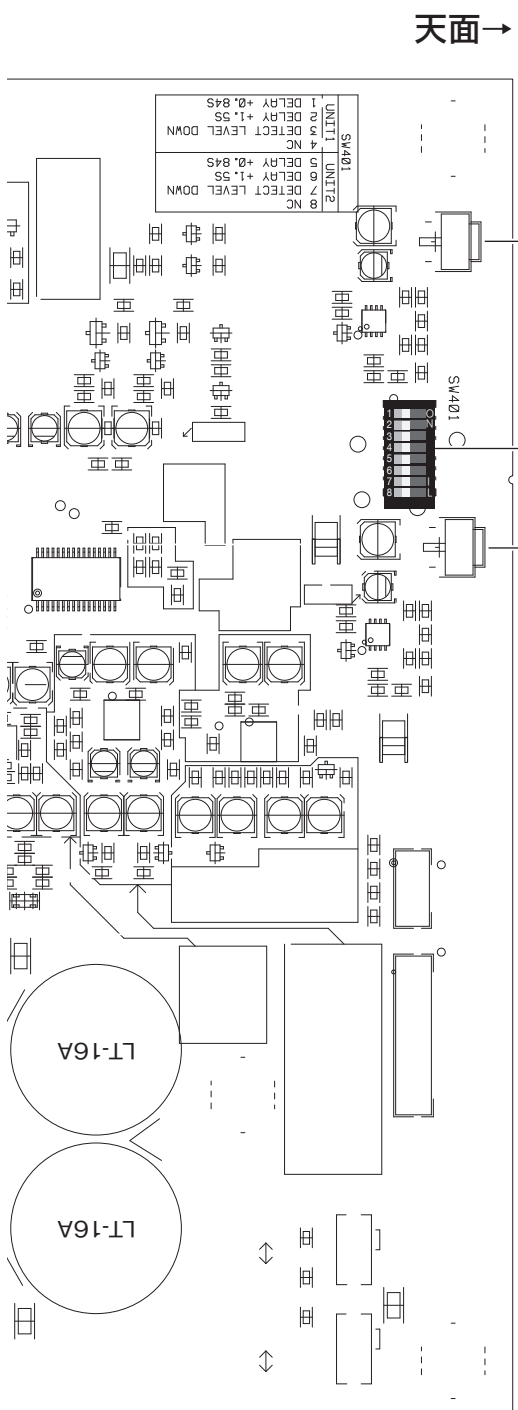 天面→
SW401
UNIT1
1 DELAY +0.84S
2 DELAY +1.5S
3 DETECT LEVEL DOWN
4 NC
UNIT2
5 DELAY +0.84S
6 DELAY +1.5S
7 DETECT LEVEL DOWN
8 NC
SW401
ON
1
2
3
4
5
6
7
8
LT-16A
LT-16A